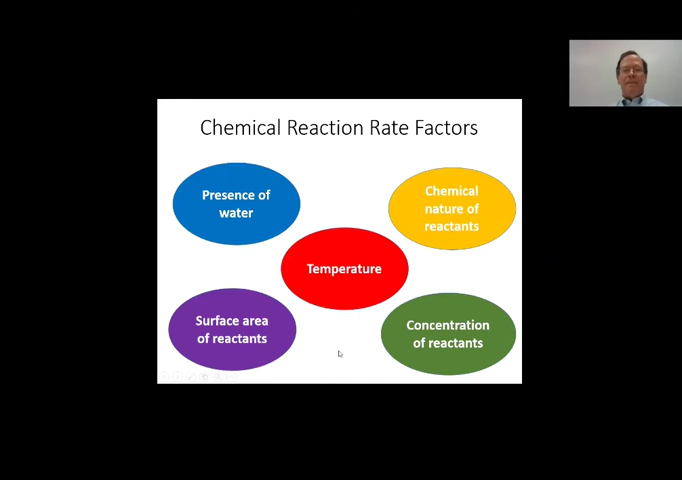 Chemical Reaction Rate Factors
Presence of
water
Chemical
nature of
reactants
Temperature
Surface area
of reactants
Concentration
of reactants